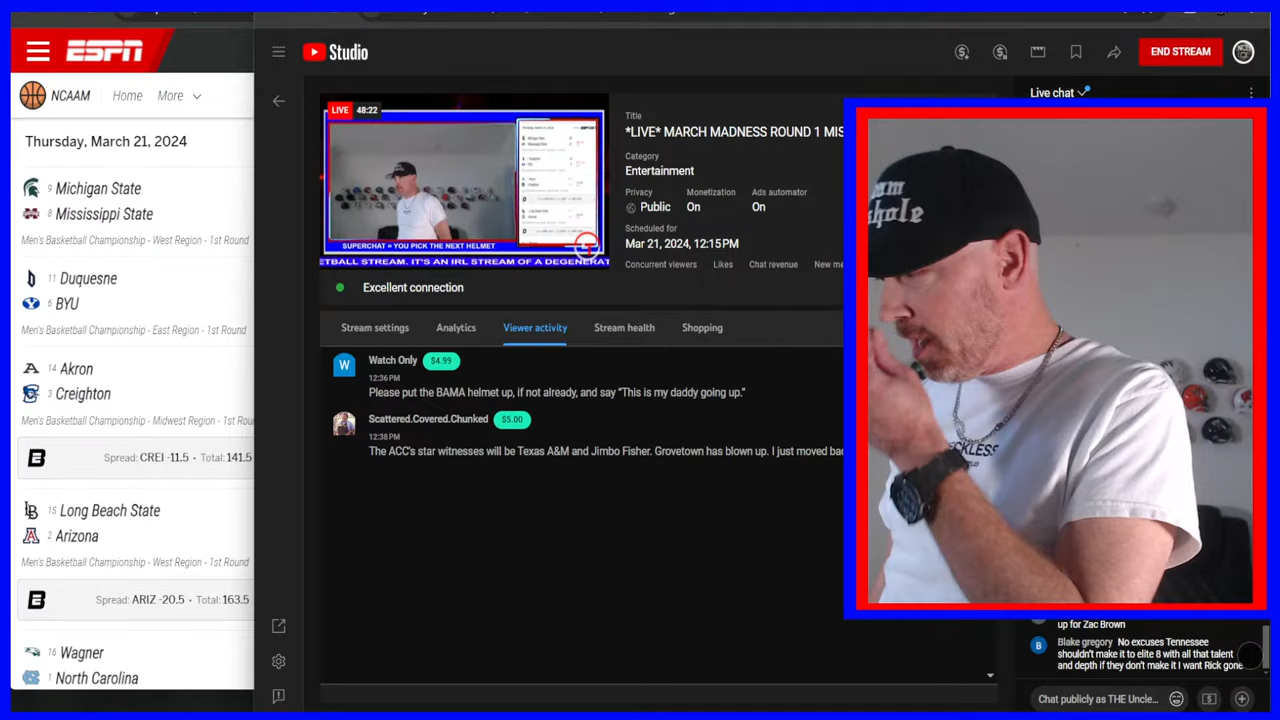 ESPN
NCAAM Home More
Thursday, March 21, 2024
9 Michigan State
8 Mississippi State
Men's Basketball Championship - West Region - 1st Round
11 Duquesne
6 BYU
Men's Basketball Championship - East Region - 1st Round
14 Akron
3 Creighton
Men's Basketball Championship - Midwest Region - 1st Round
Spread: CREI -11.5 • Total: 141.5
15 Long Beach State
2 Arizona
Men's Basketball Championship - West Region - 1st Round
Spread: ARIZ -20.5 • Total: 163.5
16 Wagner
1 North Carolina
Studio
END STREAM
LIVE 48:22
SUPERCHAT = YOU PICK THE NEXT HELMET
ETBALL STREAM. IT'S AN IRL STREAM OF A DEGENERAT
Title
*LIVE* MARCH MADNESS ROUND 1 MIS
Category
Entertainment
Privacy Monetization Ads automator
Public On On
Scheduled for
Mar 21, 2024, 12:15 PM
Concurrent viewers Likes Chat revenue New me
Excellent connection
Stream settings Analytics Viewer activity Stream health Shopping
W Watch Only $4.99
12:36 PM
Please put the BAMA helmet up, if not already, and say “This is my daddy going up.”
Scattered.Covered.Chunked $5.00
12:38 PM
The ACC's star witnesses will be Texas A&M and Jimbo Fisher. Grovetown has blown up. I just moved bac
Live chat
up for Zac Brown
B Blake gregory No excuses Tennessee
shouldn't make it to elite 8 with all that talent
and depth if they don't make it I want Rick gone
Chat publicly as THE Uncle...